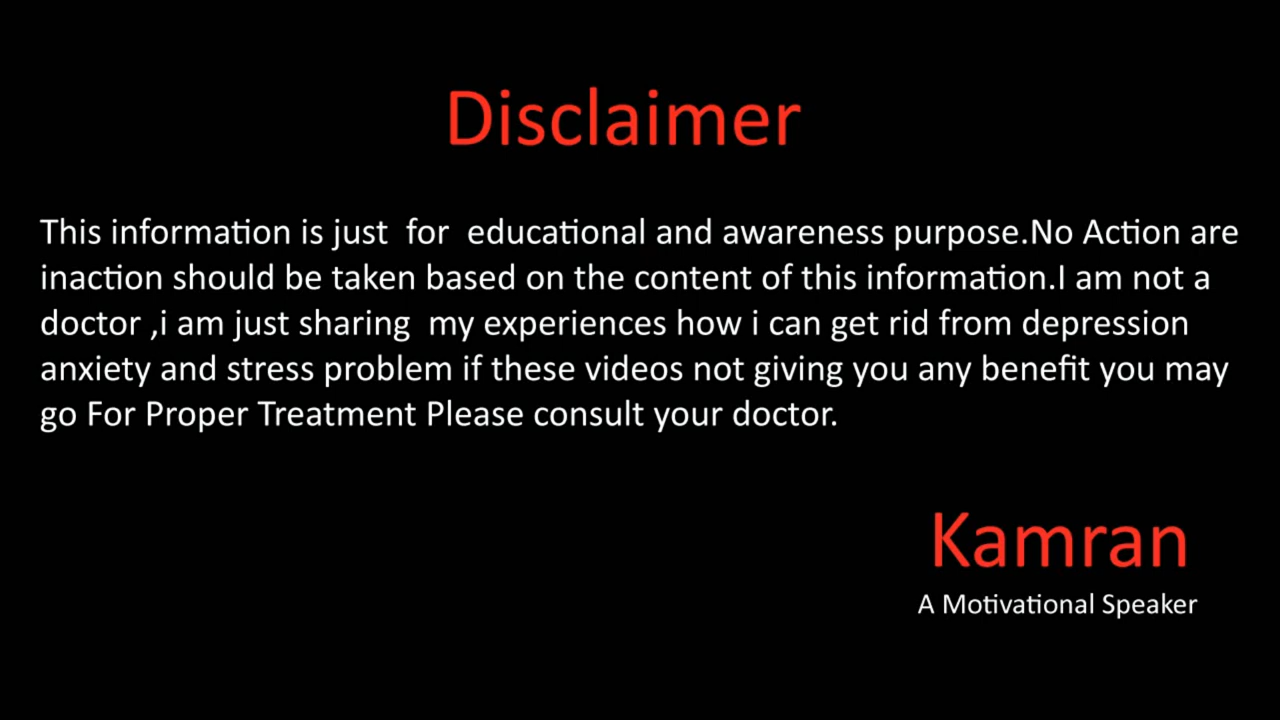 Disclaimer
This information is just  for  educational and awareness purpose.No Action are
inaction should be taken based on the content of this information.I am not a
doctor ,i am just sharing  my experiences how i can get rid from depression
anxiety and stress problem if these videos not giving you any benefit you may
go For Proper Treatment Please consult your doctor.
Kamran
A Motivational Speaker